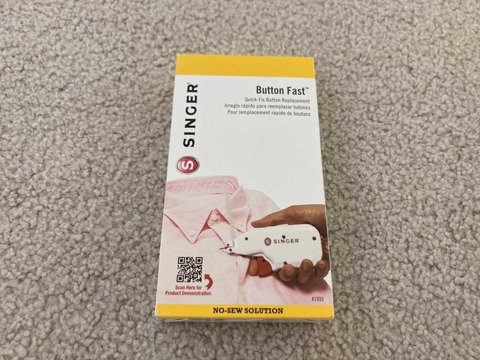 Button Fast™
Quick-Fix Button Replacement
Arreglo rápido para reemplazar botones
Pour remplacement rapide de boutons
S SINGER
S SINGER
Scan Here for
Product Demonstration
NO-SEW SOLUTION